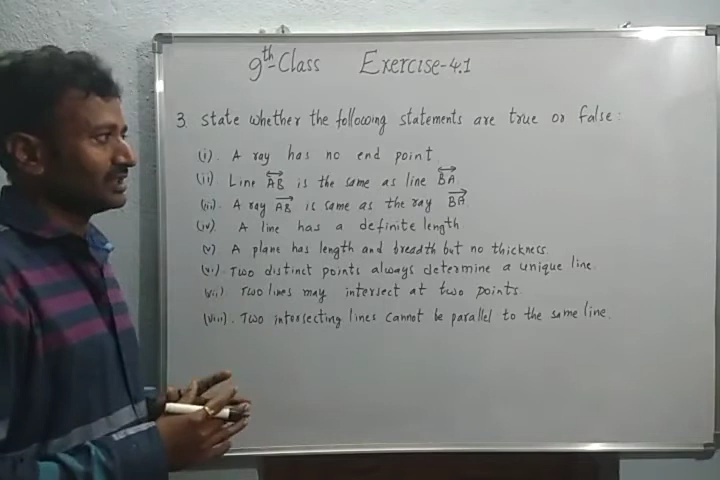 9th-Class Exercise-4.1
3. State whether the following statements are true or false:
(i). A ray has no end point.
(ii) Line AB is the same as line BA.
(iii). A ray AB is same as the ray BA.
(iv). A line has a definite length.
(v) A plane has length and breadth but no thickness.
(vi). Two distinct points always determine a unique line.
(vii). Two lines may intersect at two points.
(viii). Two intersecting lines cannot be parallel to the same line.